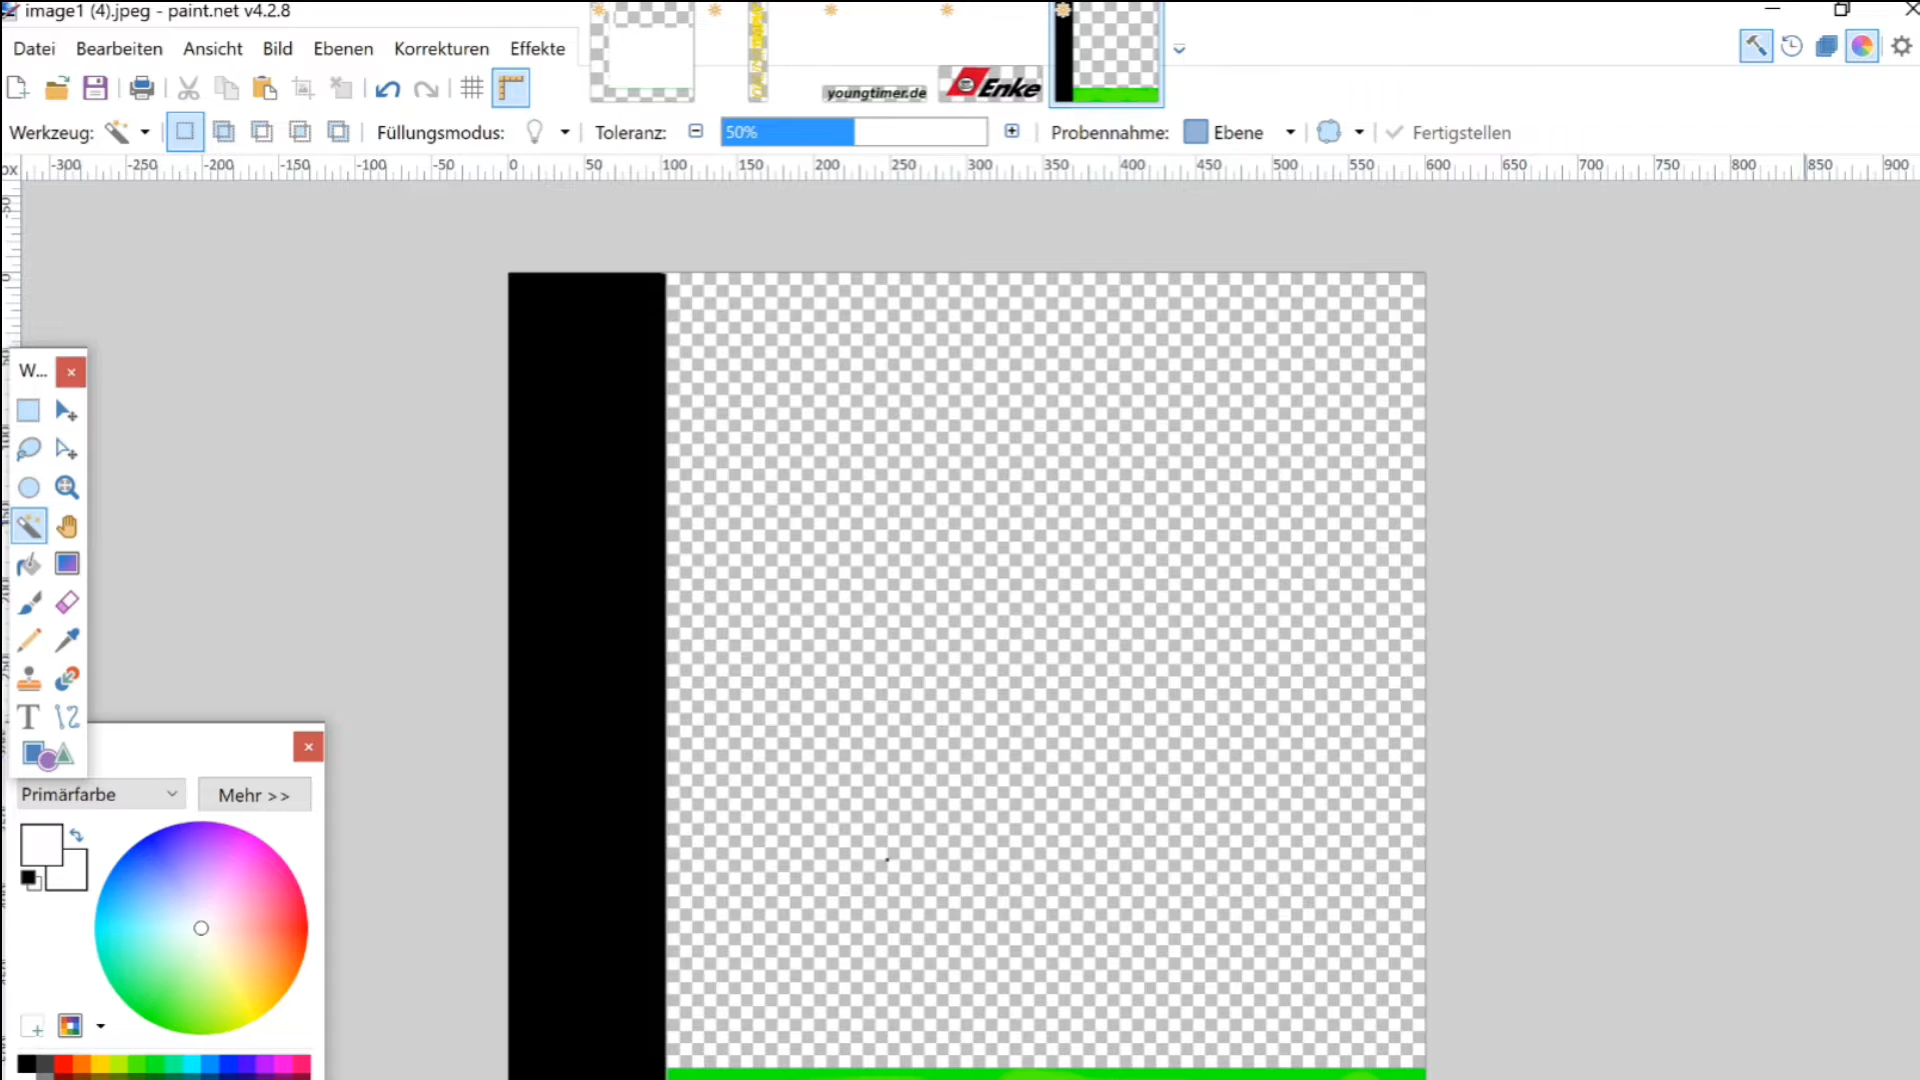 image1 (4).jpeg - paint.net v4.2.8
Datei Bearbeiten Ansicht Bild Ebenen Korrekturen Effekte
youngtimer.de
Enke
Werkzeug: Füllungsmodus: Toleranz: 50% Probennahme: Ebene Fertigstellen
px -300 -250 -200 -150 -100 -50 0 50 100 150 200 250 300 350 400 450 500 550 600 650 700 750 800 850 900
W...
Primärfarbe Mehr >>